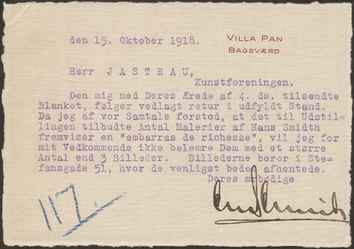 VILLA PAN
BAGSVÆRD
den 15. Oktober 1918.
Herr JASTRAU,
Kunstforeningen.
Den mig med Deres Ærede af 4. ds. tilsendte
Blanket, følger vedlagt retur i udfyldt Stand.
Da jeg af vor Samtale forstod, at det til Udstil-
lingen tilbudte Antal Malerier af Hans Smidth
fremviser en "embarras de richesse", vil jeg for
mit Vedkommende ikke belemre Dem med et større
Antal end 3 Billeder. Billederne beror i Ste-
fansgade 51, hvor de venligst bedes afhentede.
Deres ærbødige
117.